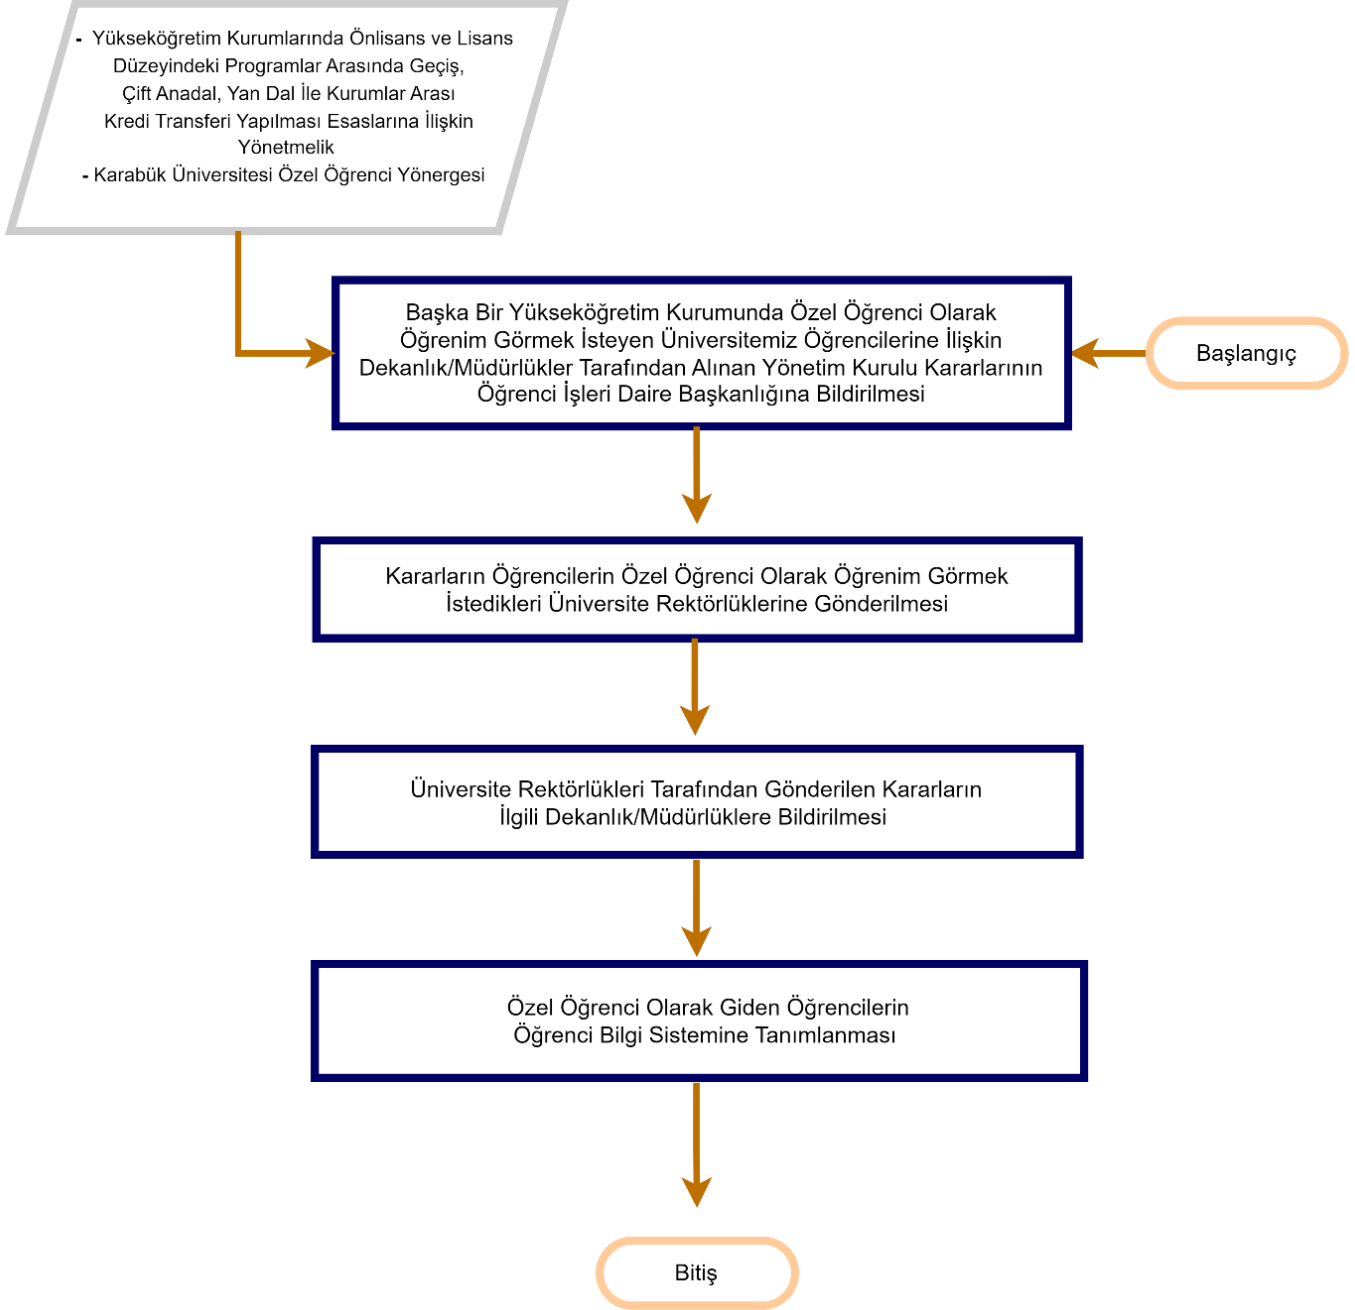 - Yükseköğretim Kurumlarında Önlisans ve Lisans
Düzeyindeki Programlar Arasında Geçiş,
Çift Anadal, Yan Dal İle Kurumlar Arası
Kredi Transferi Yapılması Esaslarına İlişkin
Yönetmelik
- Karabük Üniversitesi Özel Öğrenci Yönergesi
Başka Bir Yükseköğretim Kurumunda Özel Öğrenci Olarak
Öğrenim Görmek İsteyen Üniversitemiz Öğrencilerine İlişkin
Dekanlık/Müdürlükler Tarafından Alınan Yönetim Kurulu Kararlarının
Öğrenci İşleri Daire Başkanlığına Bildirilmesi
Başlangıç
Kararların Öğrencilerin Özel Öğrenci Olarak Öğrenim Görmek
İstedikleri Üniversite Rektörlüklerine Gönderilmesi
Üniversite Rektörlükleri Tarafından Gönderilen Kararların
İlgili Dekanlık/Müdürlüklere Bildirilmesi
Özel Öğrenci Olarak Giden Öğrencilerin
Öğrenci Bilgi Sistemine Tanımlanması
Bitiş